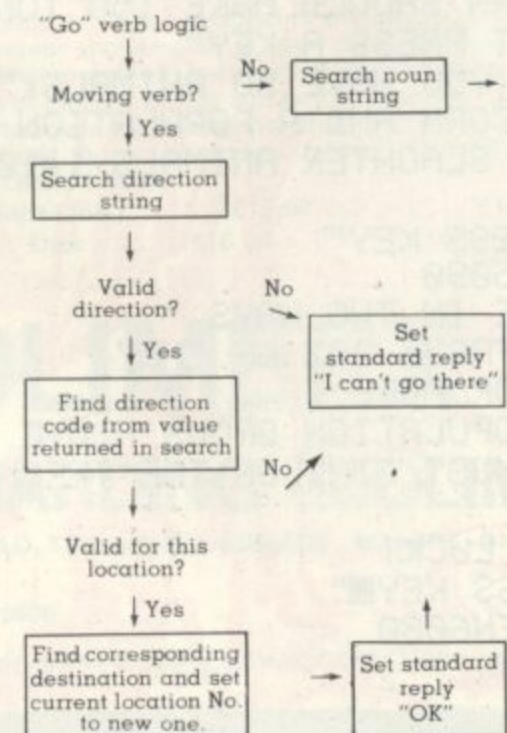 "Go" verb logic
Moving verb?
No
Search noun
string
Yes
Search direction
string
Valid
direction?
No
Yes
Set
standard reply
"I can't go there"
Find direction
code from value
returned in search
No
Valid for this
location?
Yes
Find corresponding
destination and set
current location No.
to new one.
Set standard
reply
"OK"